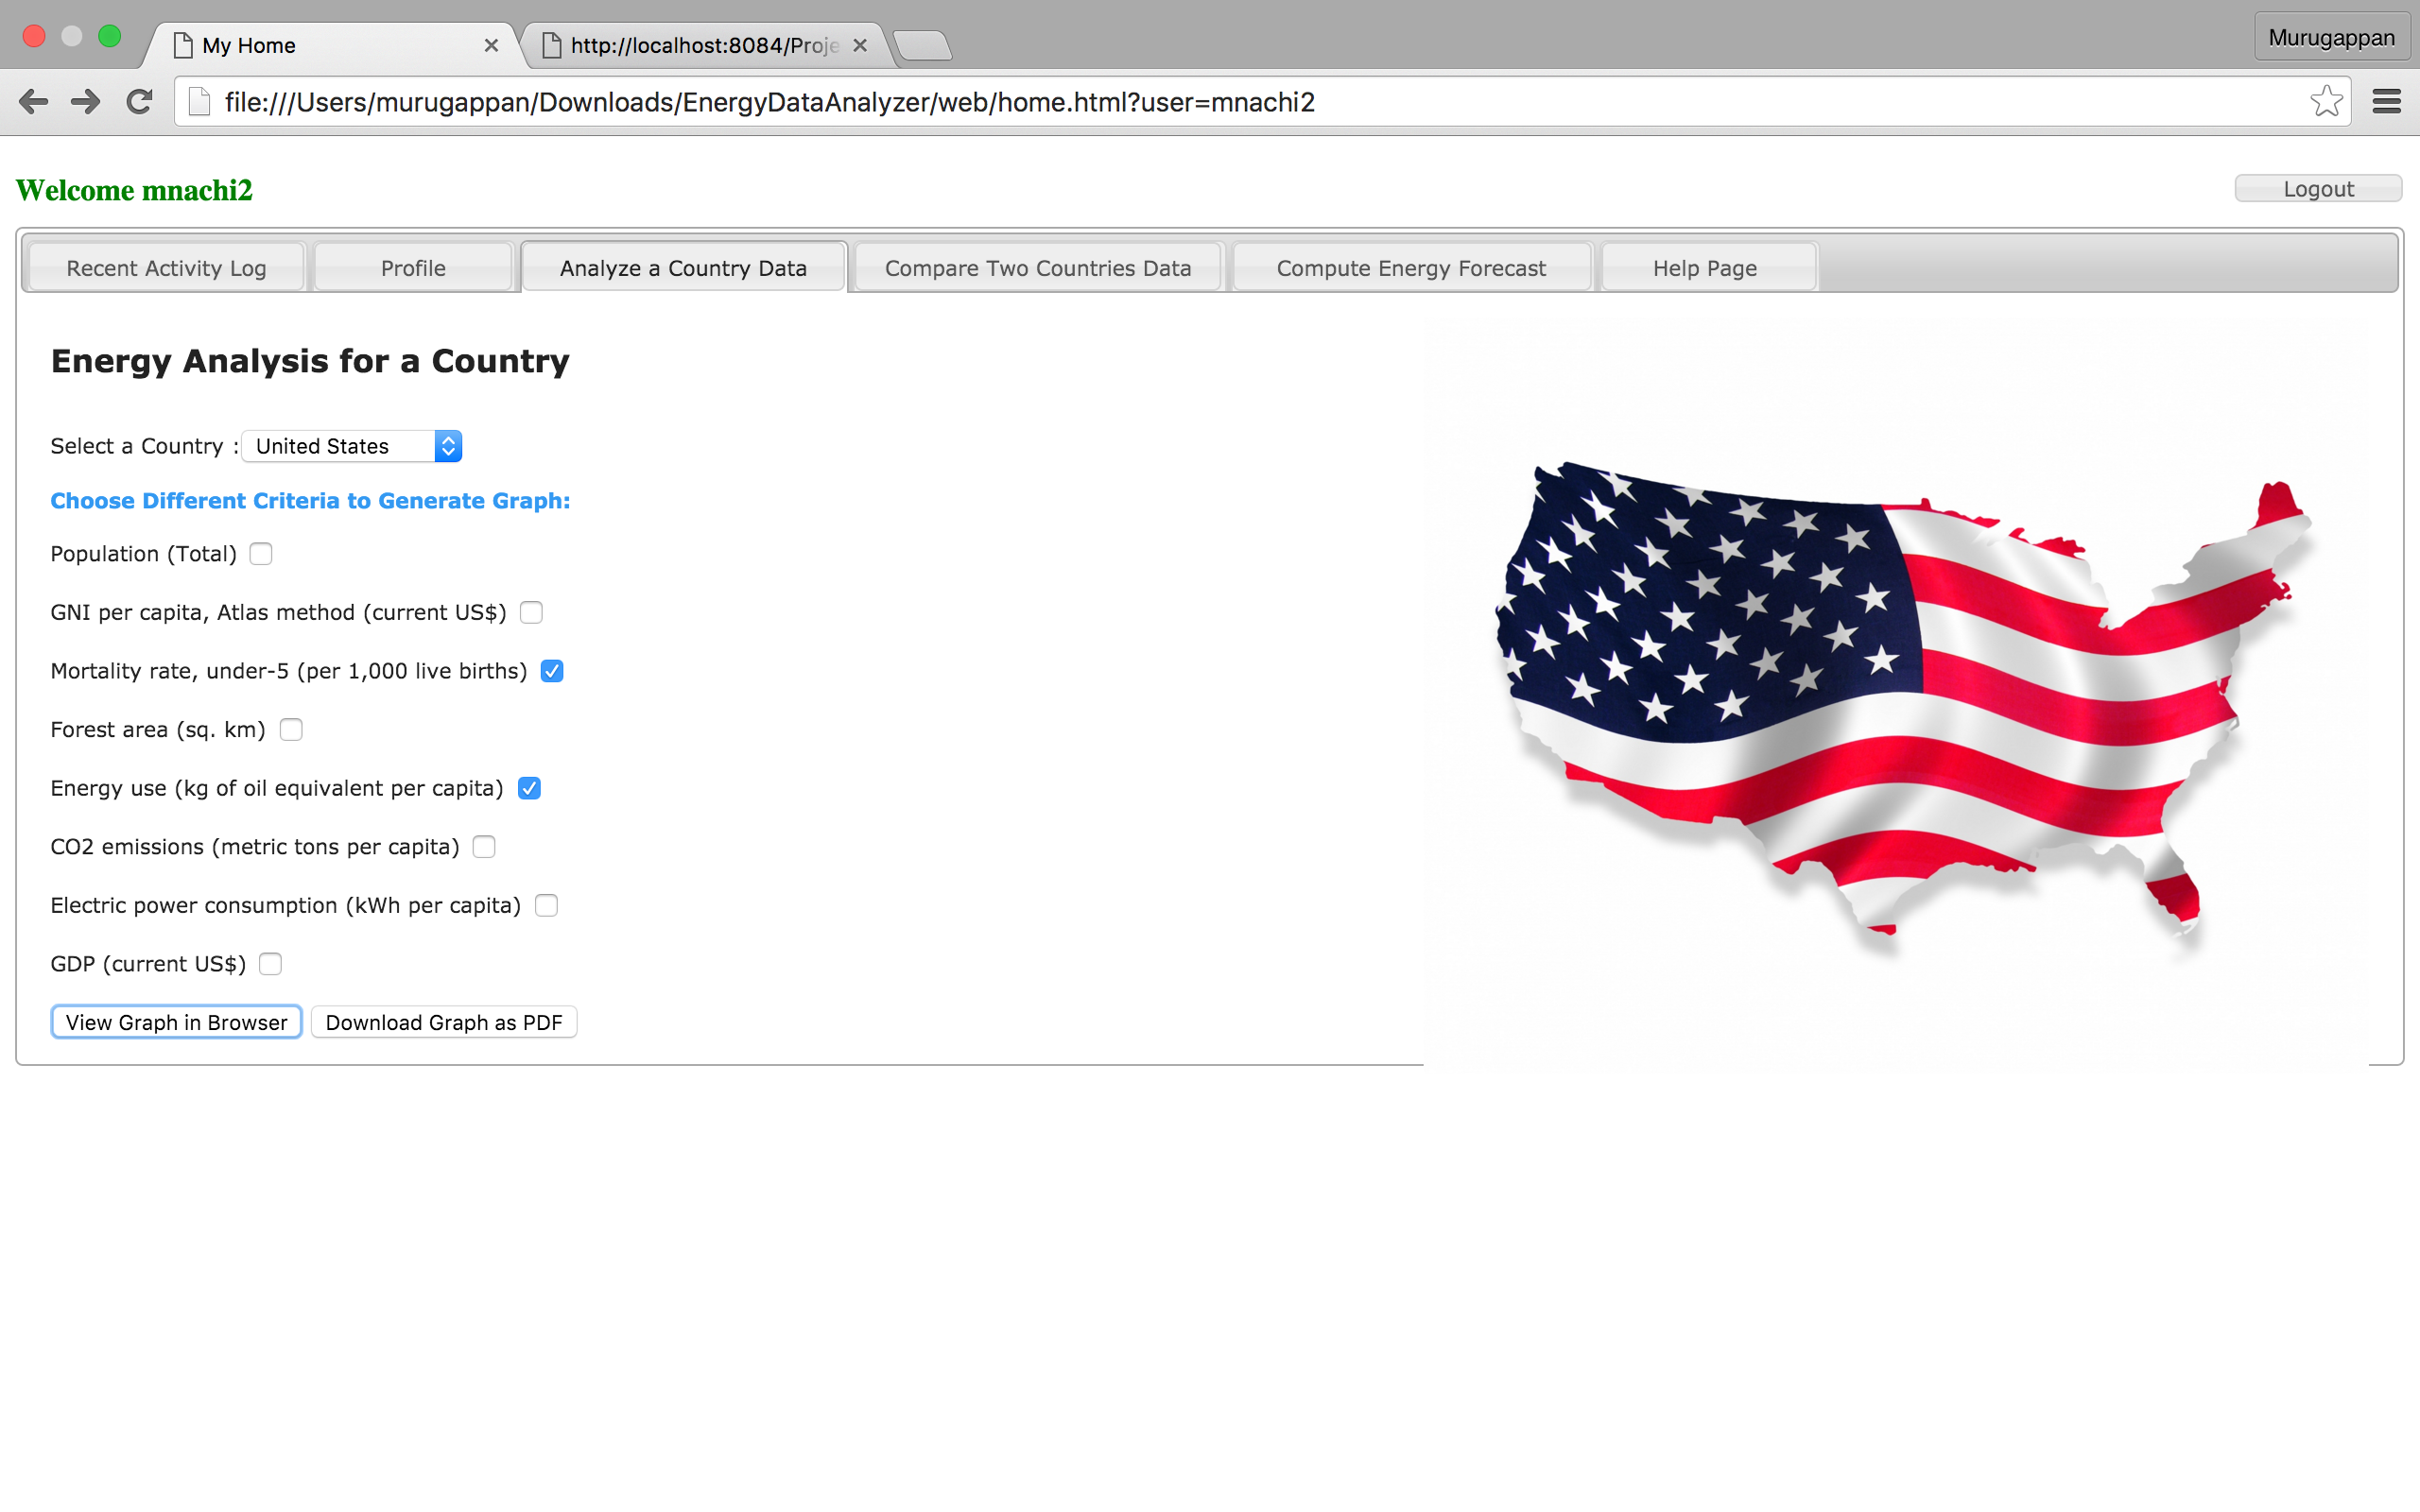 My Home
http://localhost:8084/Proje
Murugappan
file:///Users/murugappan/Downloads/EnergyDataAnalyzer/web/home.html?user=mnachi2
Welcome mnachi2
Logout
Recent Activity Log
Profile
Analyze a Country Data
Compare Two Countries Data
Compute Energy Forecast
Help Page
Energy Analysis for a Country
Select a Country : United States
Choose Different Criteria to Generate Graph:
Population (Total)
GNI per capita, Atlas method (current US$)
Mortality rate, under-5 (per 1,000 live births)
Forest area (sq. km)
Energy use (kg of oil equivalent per capita)
CO2 emissions (metric tons per capita)
Electric power consumption (kWh per capita)
GDP (current US$)
View Graph in Browser
Download Graph as PDF